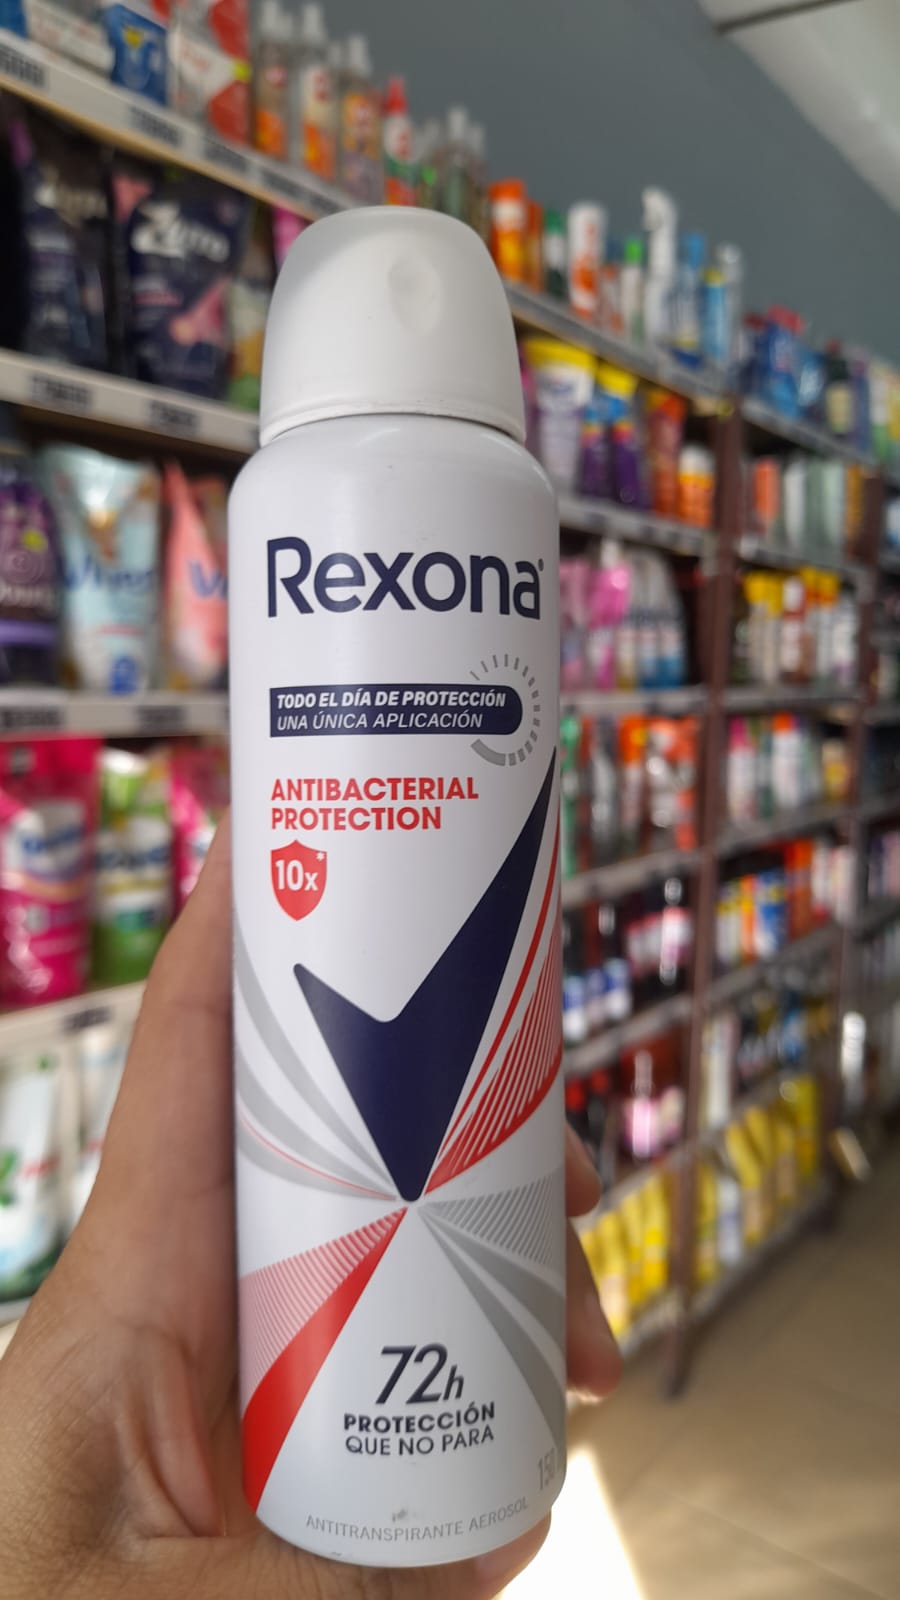 Rexona
TODO EL DÍA DE PROTECCIÓN
UNA ÚNICA APLICACIÓN
ANTIBACTERIAL
PROTECTION
10x*
72h
PROTECCIÓN
QUE NO PARA
150
ANTITRANSPIRANTE AEROSOL